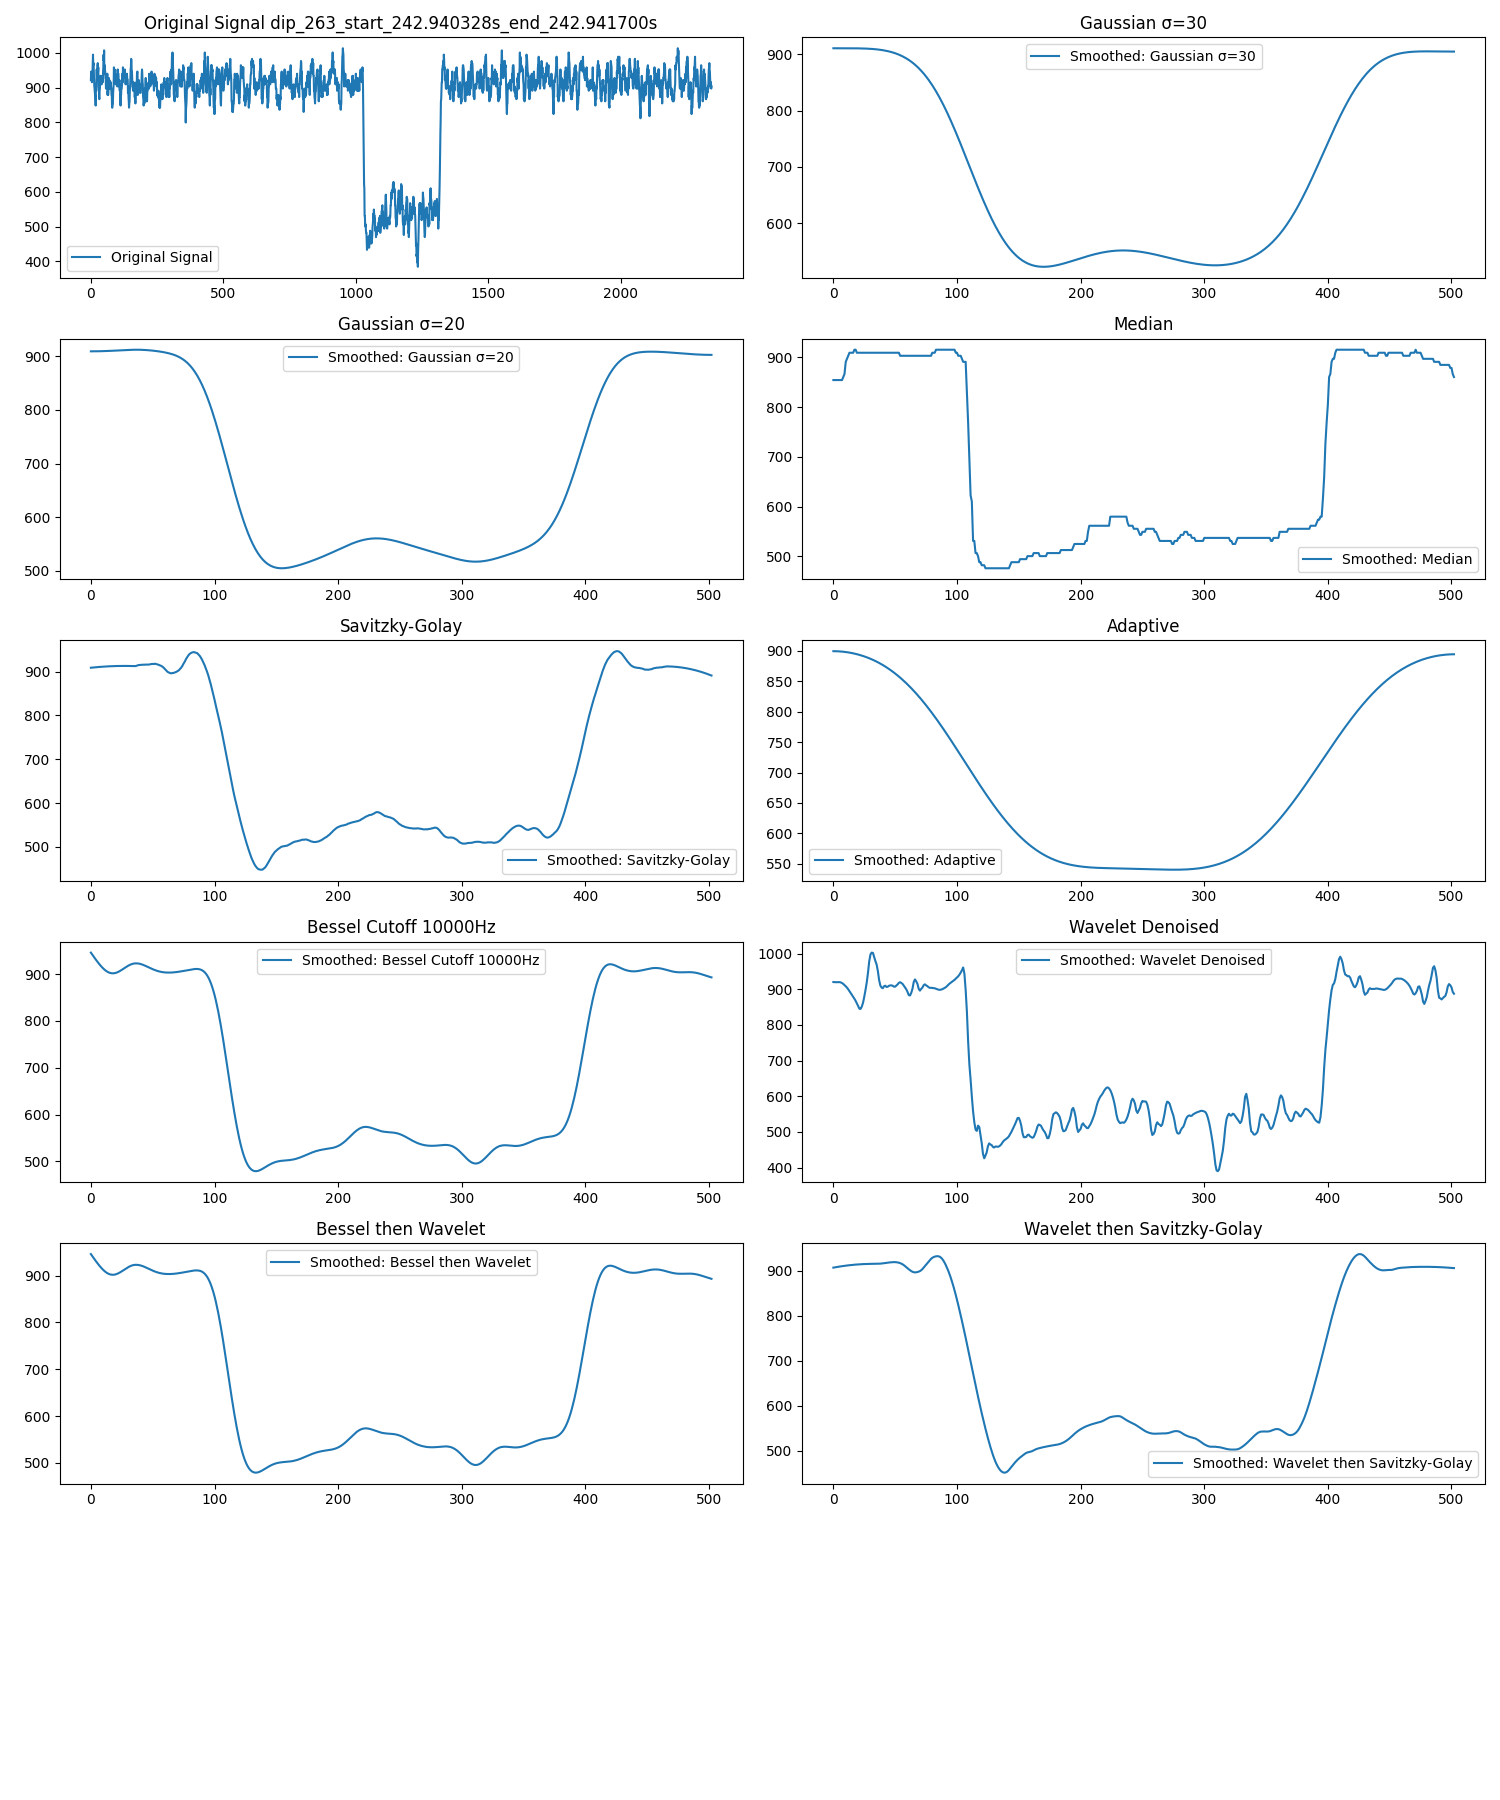 Original Signal dip_263_start_242.940328s_end_242.941700s
1000
900
800
700
600
500
400
Original Signal
0 500 1000 1500 2000
Gaussian σ=30
900
800
700
600
Smoothed: Gaussian σ=30
0 100 200 300 400 500
Gaussian σ=20
900
800
700
600
500
Smoothed: Gaussian σ=20
0 100 200 300 400 500
Median
900
800
700
600
500
Smoothed: Median
0 100 200 300 400 500
Savitzky-Golay
900
800
700
600
500
Smoothed: Savitzky-Golay
0 100 200 300 400 500
Adaptive
900
850
800
750
700
650
600
550
Smoothed: Adaptive
0 100 200 300 400 500
Bessel Cutoff 10000Hz
900
800
700
600
500
Smoothed: Bessel Cutoff 10000Hz
0 100 200 300 400 500
Wavelet Denoised
1000
900
800
700
600
500
400
Smoothed: Wavelet Denoised
0 100 200 300 400 500
Bessel then Wavelet
900
800
700
600
500
Smoothed: Bessel then Wavelet
0 100 200 300 400 500
Wavelet then Savitzky-Golay
900
800
700
600
500
Smoothed: Wavelet then Savitzky-Golay
0 100 200 300 400 500